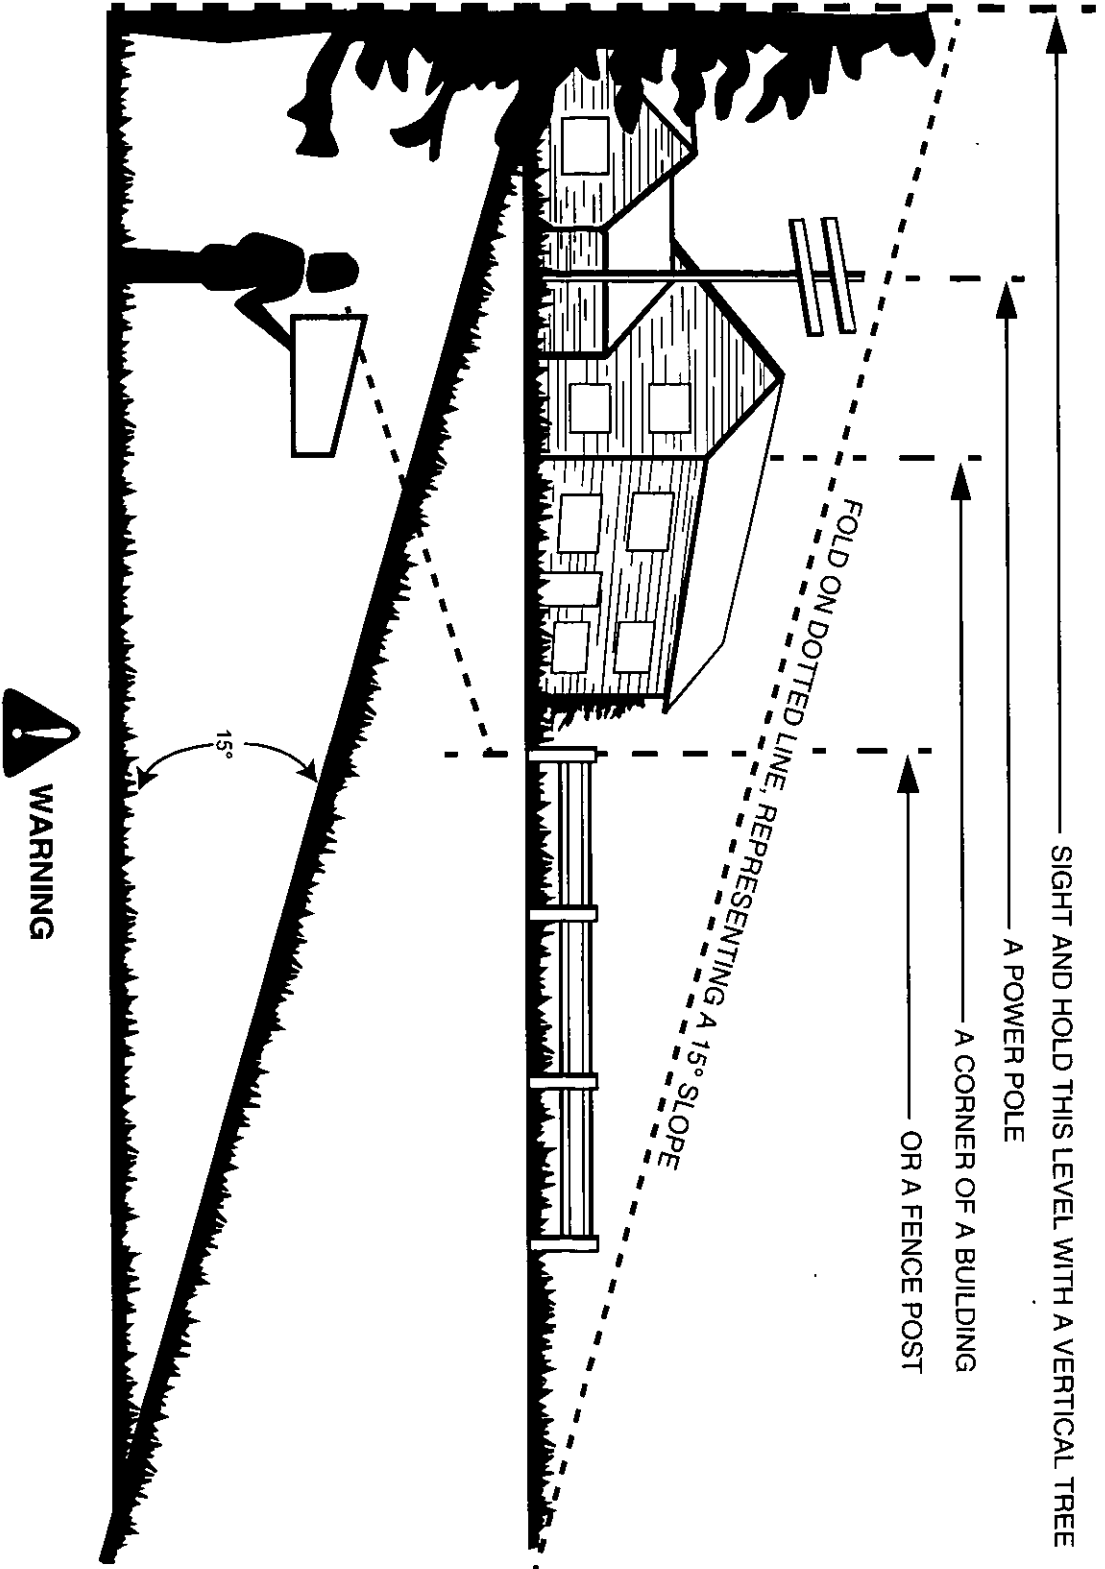 SIGHT AND HOLD THIS LEVEL WITH A VERTICAL TREE
A POWER POLE
A CORNER OF A BUILDING
OR A FENCE POST
FOLD ON DOTTED LINE, REPRESENTING A 15° SLOPE
15°
WARNING